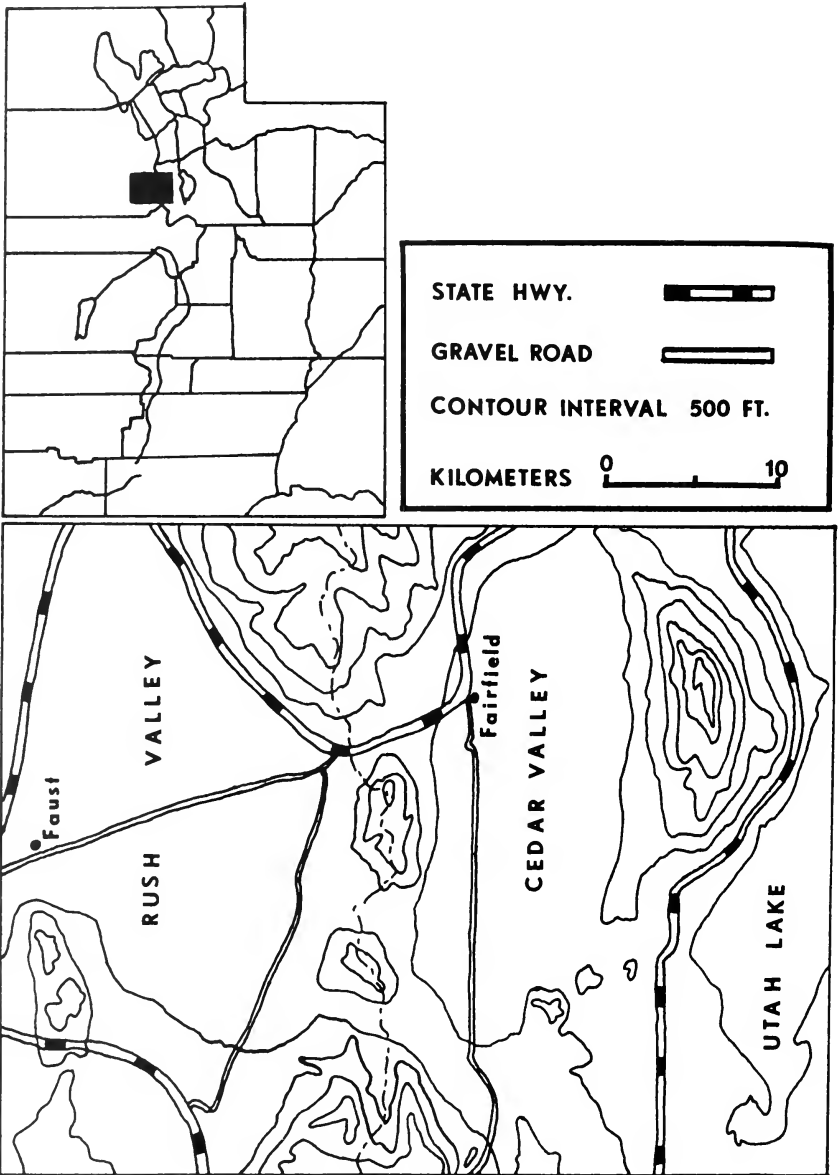 STATE HWY.
GRAVEL ROAD
CONTOUR INTERVAL 500 FT.
KILOMETERS 0 10
RUSH VALLEY
Faust
Fairfield
CEDAR VALLEY
UTAH LAKE